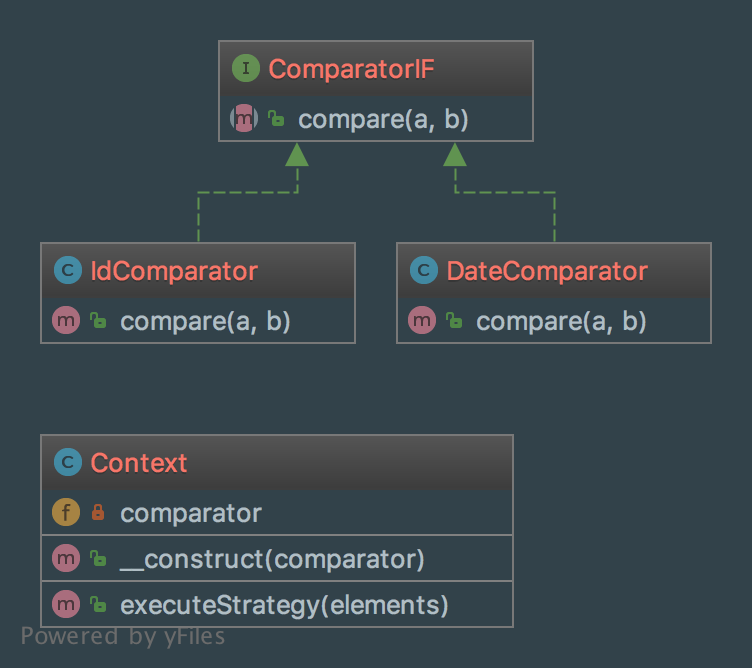 I ComparatorIF
m compare(a, b)
C IdComparator
m compare(a, b)
C DateComparator
m compare(a, b)
C Context
f comparator
m __construct(comparator)
m executeStrategy(elements)
Powered by yFiles